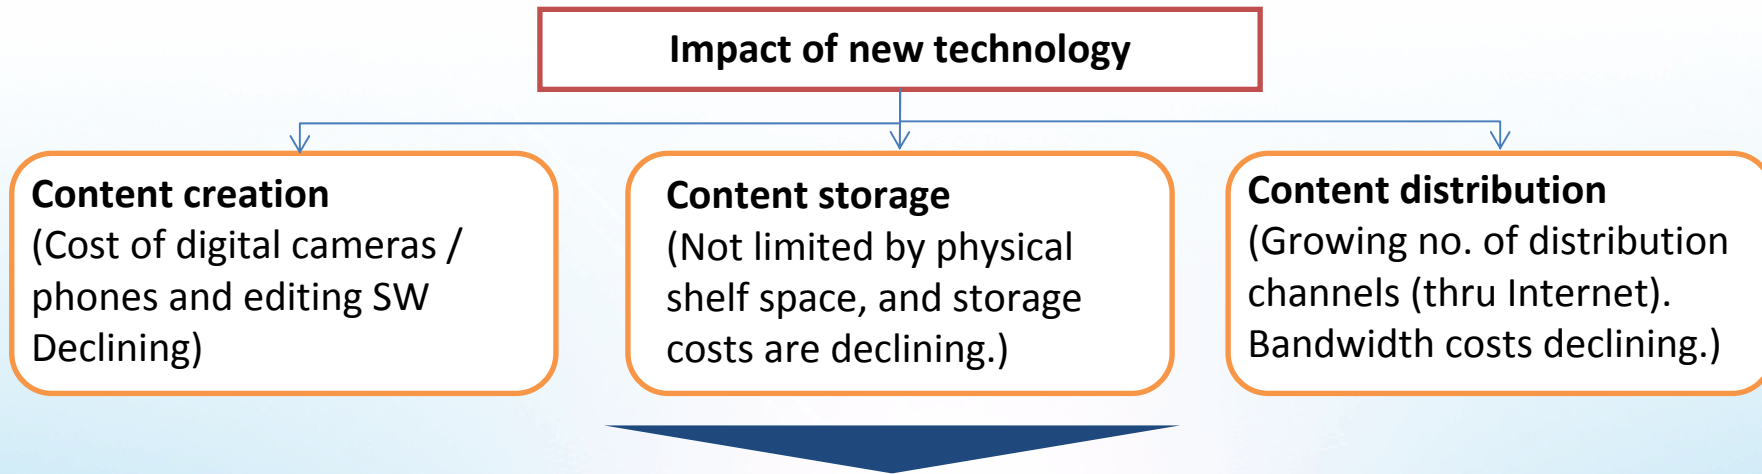 Impact of new technology
Content creation
(Cost of digital cameras /
phones and editing SW
Declining)
Content storage
(Not limited by physical
shelf space, and storage
costs are declining.)
Content distribution
(Growing no. of distribution
channels (thru Internet).
Bandwidth costs declining.)